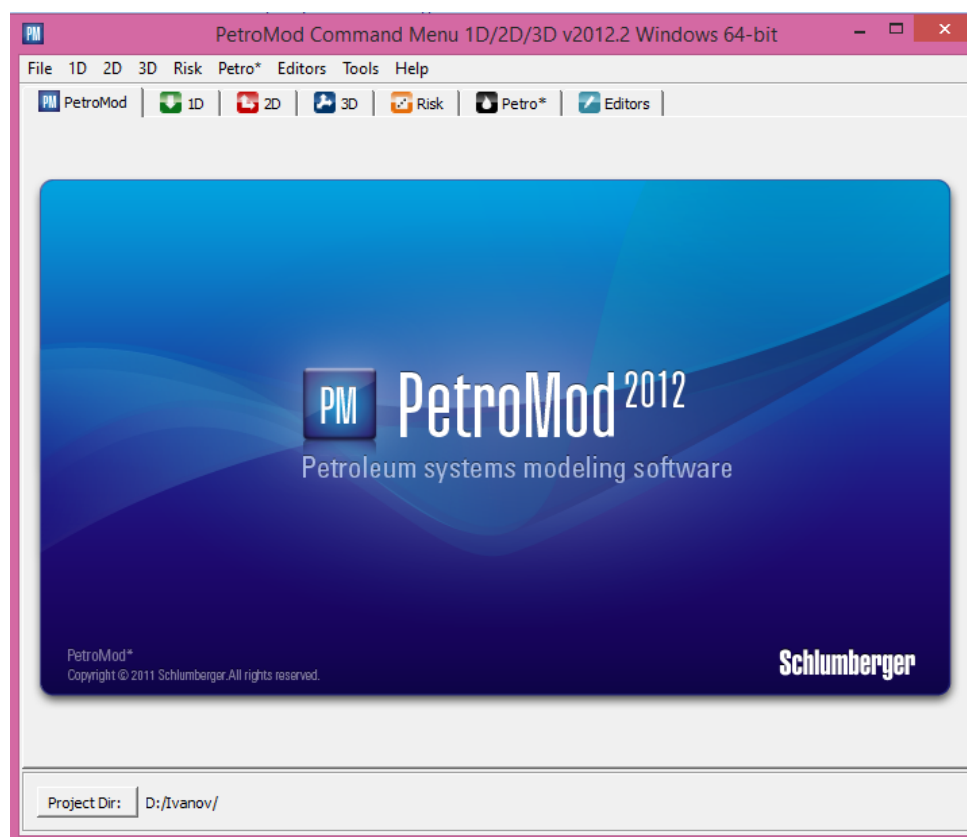 PM PetroMod Command Menu 1D/2D/3D v2012.2 Windows 64-bit
File 1D 2D 3D Risk Petro* Editors Tools Help
PM PetroMod 1D 2D 3D Risk Petro* Editors
PM PetroMod 2012
Petroleum systems modeling software
PetroMod*
Copyright © 2011 Schlumberger.All rights reserved.
Schlumberger
Project Dir: D:/Ivanov/